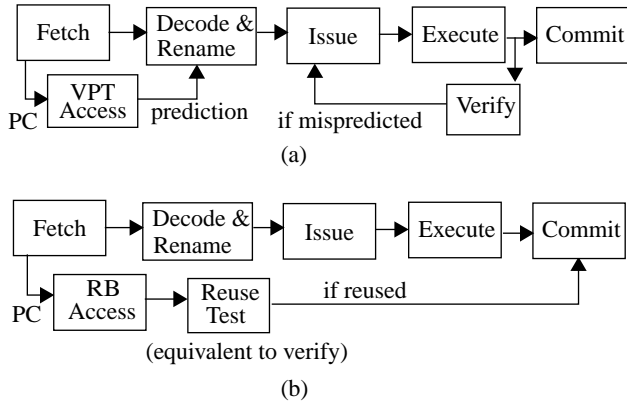 Fetch
Decode &
Rename
Issue
Execute
Commit
VPT
Access
PC
prediction
if mispredicted
Verify
(a)
Fetch
Decode &
Rename
Issue
Execute
Commit
RB
Access
Reuse
Test
if reused
PC
(equivalent to verify)
(b)